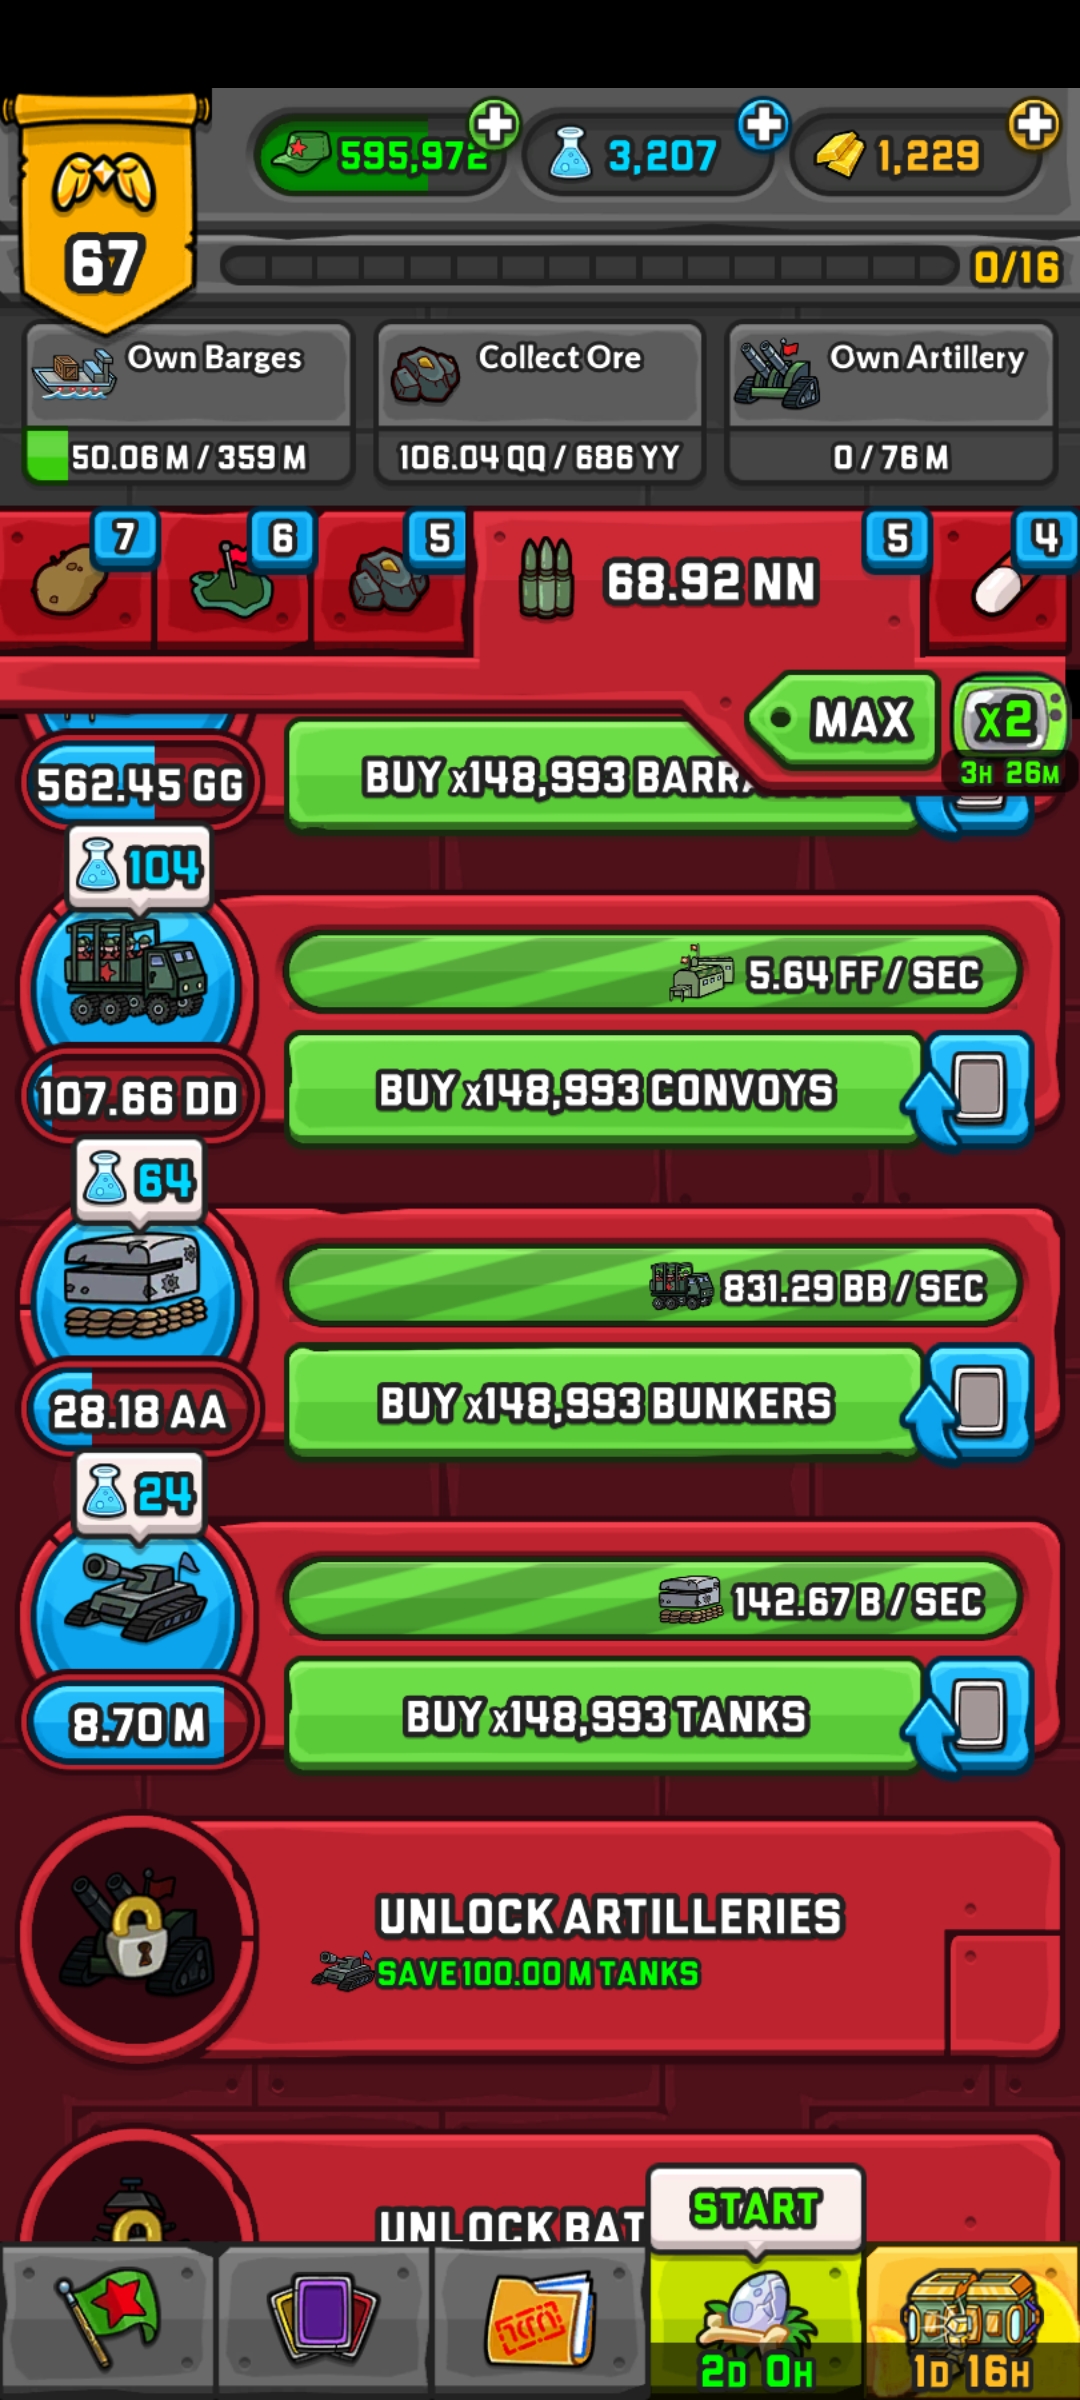 595,972
3,207
1,229
67
0/16
Own Barges
50.06 M / 359 M
Collect Ore
106.04 QQ / 686 YY
Own Artillery
0 / 76 M
7
6
5
68.92 NN
5
4
MAX
x2
3H 26M
562.45 GG
BUY x148,993
104
5.64 FF / SEC
107.66 DD
BUY x148,993 CONVOYS
64
831.29 BB / SEC
28.18 AA
BUY x148,993 BUNKERS
24
142.67 B / SEC
8.70 M
BUY x148,993 TANKS
UNLOCK ARTILLERIES
SAVE 100.00 M TANKS
UNLOCK
START
2D 0H
1D 16H